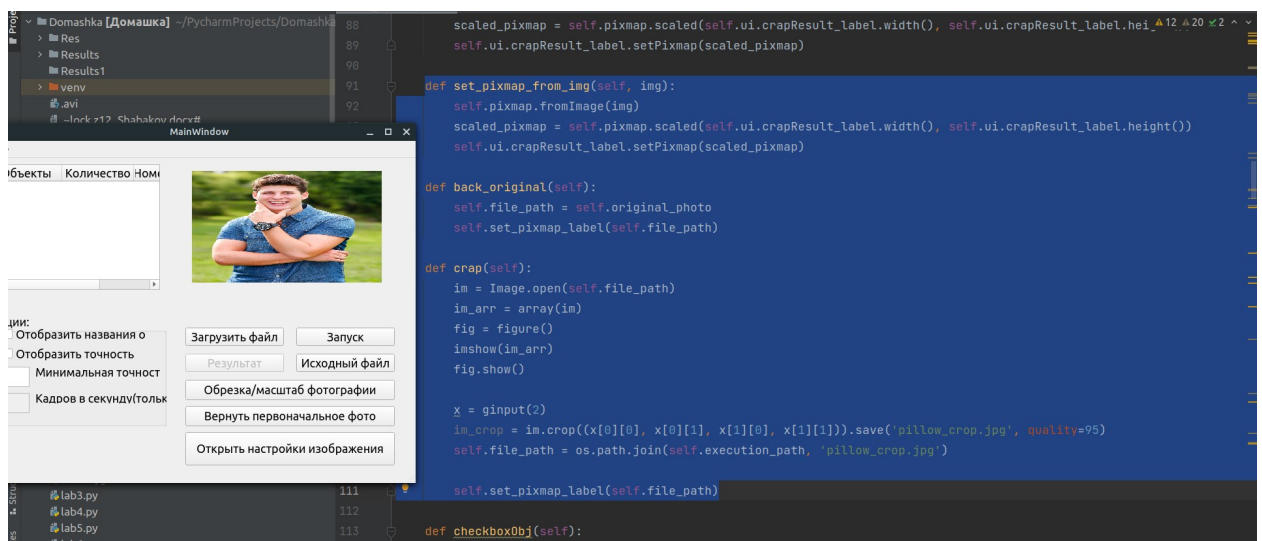 Proje
Domashka [Домашка] ~/PycharmProjects/Domashka
Res
Results
Results1
venv
.avi
~lock.z12_Shabakov.docx#
MainWindow
Объекты Количество Номе
ции:
Отобразить названия о
Отобразить точность
Минимальная точност
Кадров в секунду(тольк
Загрузить файл Запуск
Результат Исходный файл
Обрезка/масштаб фотографии
Вернуть первоначальное фото
Открыть настройки изображения
lab3.py
lab4.py
lab5.py
88 scaled_pixmap = self.pixmap.scaled(self.ui.crapResult_label.width(), self.ui.crapResult_label.hei 12 20 2
89 self.ui.crapResult_label.setPixmap(scaled_pixmap)
90
91 def set_pixmap_from_img(self, img):
92 self.pixmap.fromImage(img)
scaled_pixmap = self.pixmap.scaled(self.ui.crapResult_label.width(), self.ui.crapResult_label.height())
self.ui.crapResult_label.setPixmap(scaled_pixmap)
def back_original(self):
self.file_path = self.original_photo
self.set_pixmap_label(self.file_path)
def crap(self):
im = Image.open(self.file_path)
im_arr = array(im)
fig = figure()
imshow(im_arr)
fig.show()
x = ginput(2)
im_crop = im.crop((x[0][0], x[0][1], x[1][0], x[1][1])).save('pillow_crop.jpg', quality=95)
self.file_path = os.path.join(self.execution_path, 'pillow_crop.jpg')
111 self.set_pixmap_label(self.file_path)
112
113 def checkboxObj(self):